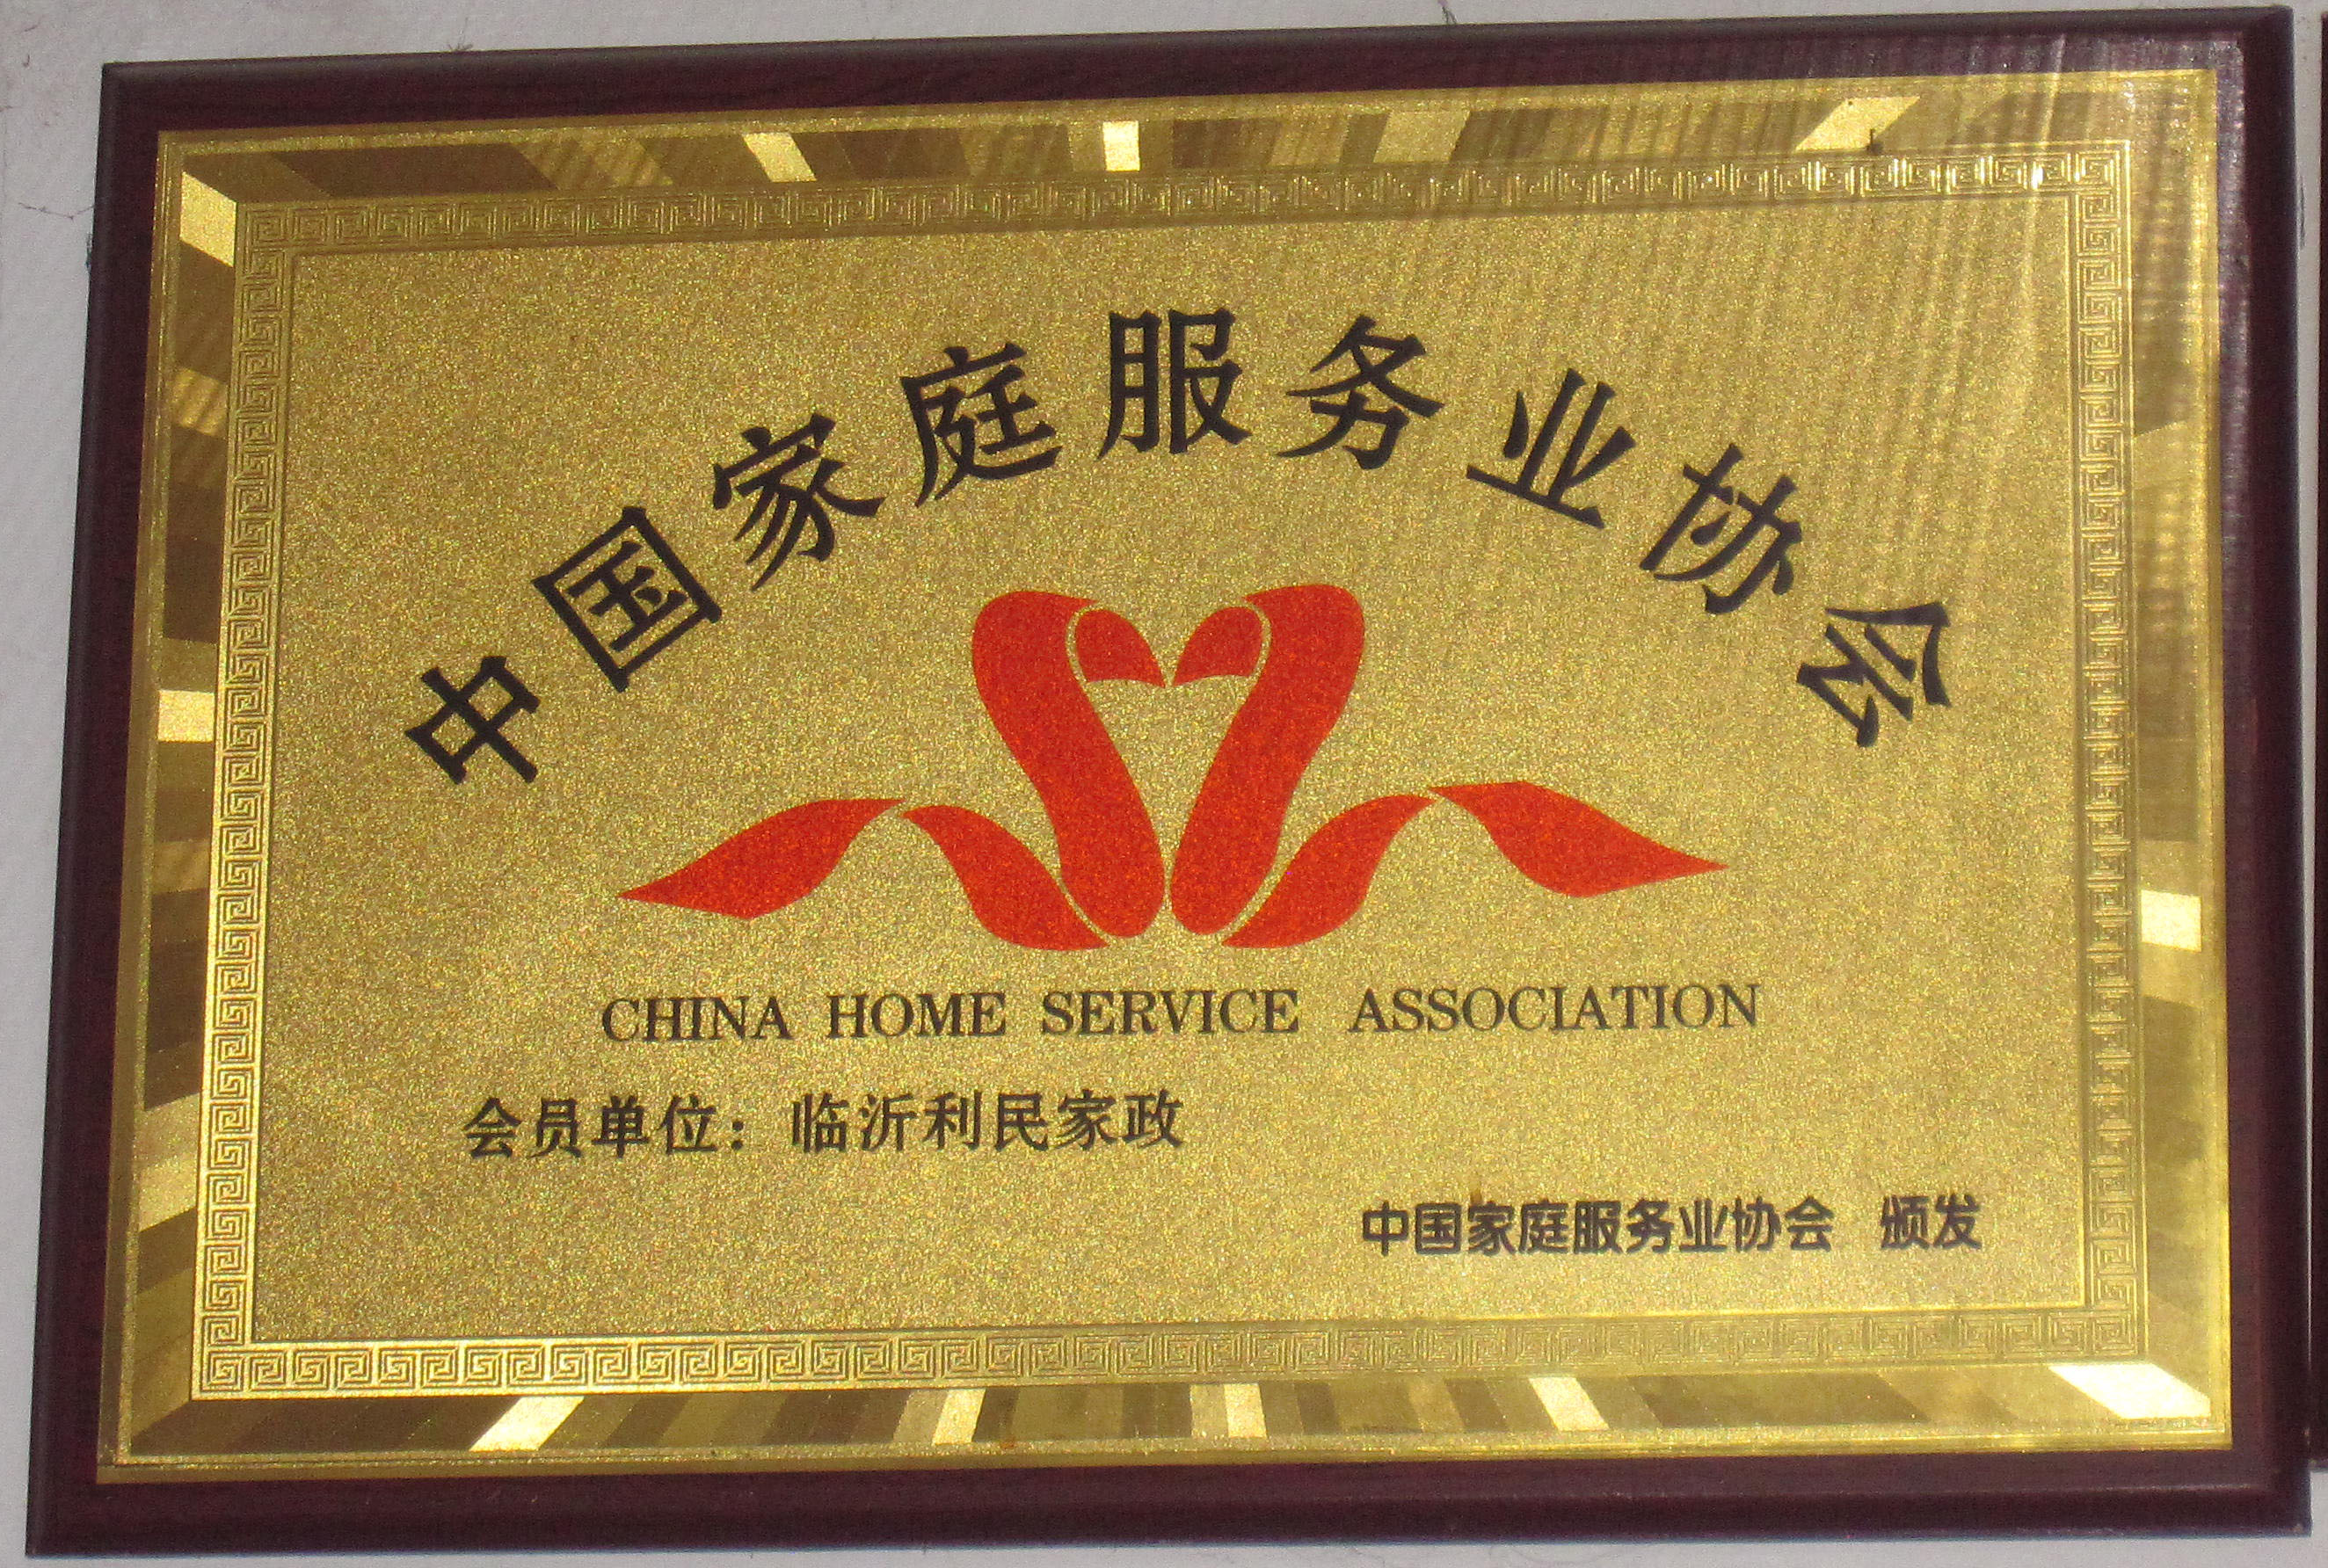 中国家庭服务业协会
CHINA HOME SERVICE ASSOCIATION
会员单位：临沂利民家政
中国家庭服务业协会 颁发